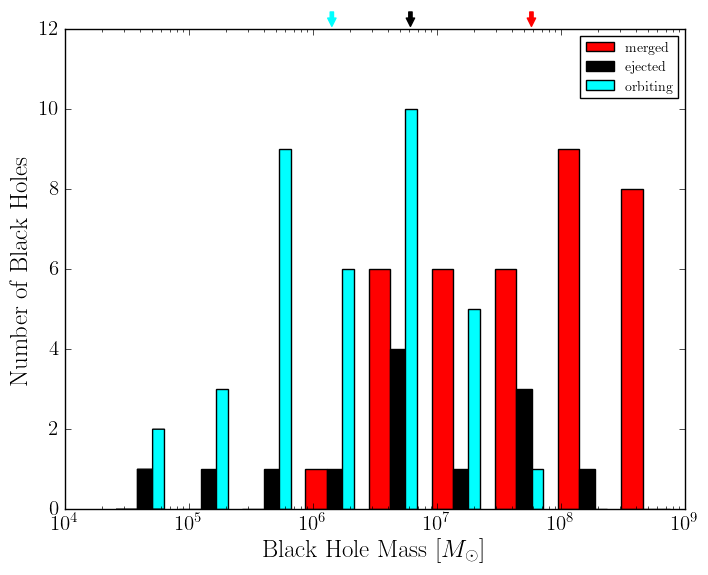 12
10
8
6
4
2
0
10^4 10^5 10^6 10^7 10^8 10^9
Number of Black Holes
Black Hole Mass [M_⊙]
merged
ejected
orbiting